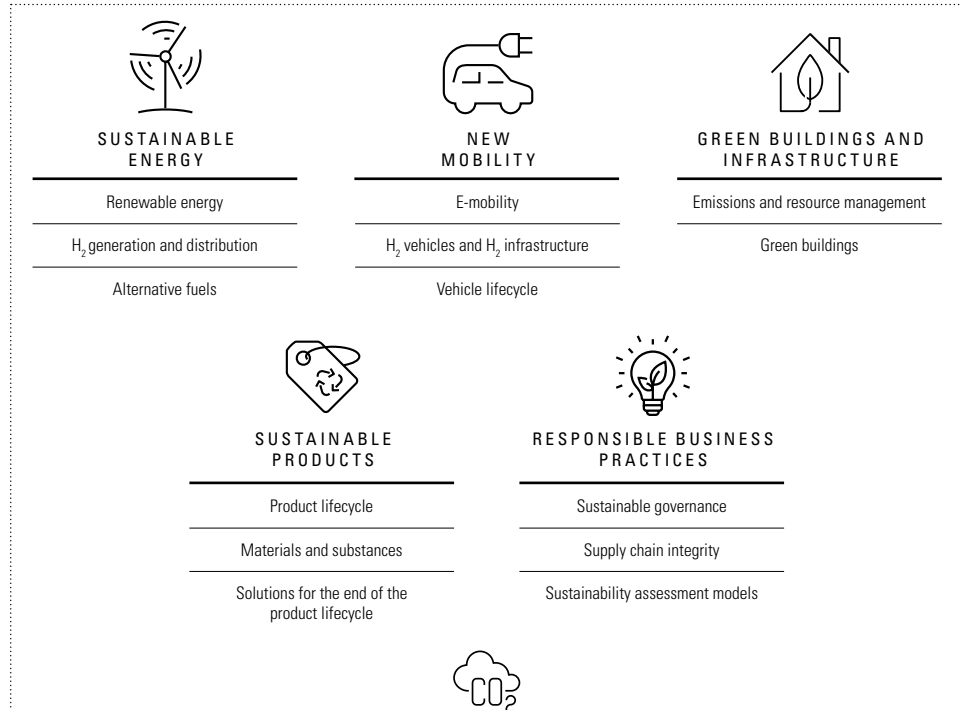 SUSTAINABLE
ENERGY
Renewable energy
H₂ generation and distribution
Alternative fuels
NEW
MOBILITY
E-mobility
H₂ vehicles and H₂ infrastructure
Vehicle lifecycle
GREEN BUILDINGS AND
INFRASTRUCTURE
Emissions and resource management
Green buildings
SUSTAINABLE
PRODUCTS
Product lifecycle
Materials and substances
Solutions for the end of the
product lifecycle
RESPONSIBLE BUSINESS
PRACTICES
Sustainable governance
Supply chain integrity
Sustainability assessment models
CO₂